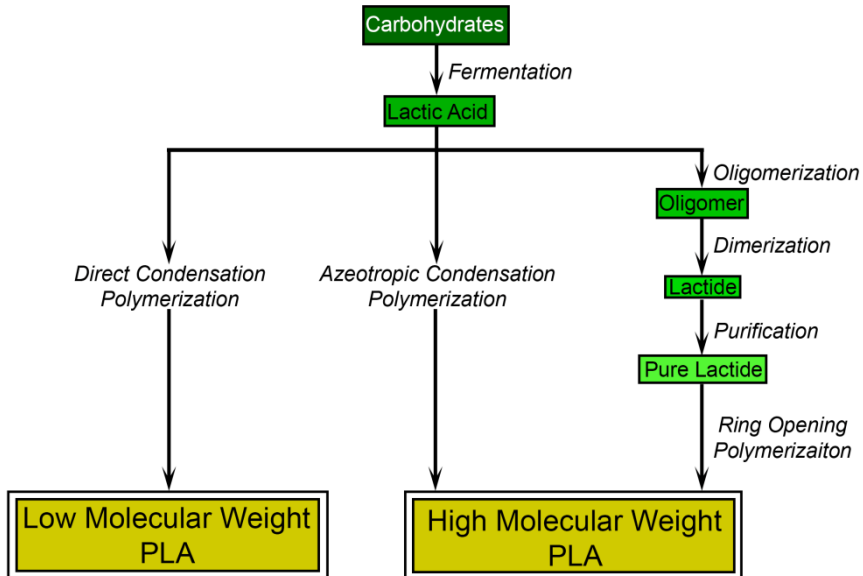 Carbohydrates
Fermentation
Lactic Acid
Oligomerization
Oligomer
Direct Condensation
Polymerization
Azeotropic Condensation
Polymerization
Dimerization
Lactide
Purification
Pure Lactide
Ring Opening
Polymerizaiton
Low Molecular Weight
PLA
High Molecular Weight
PLA